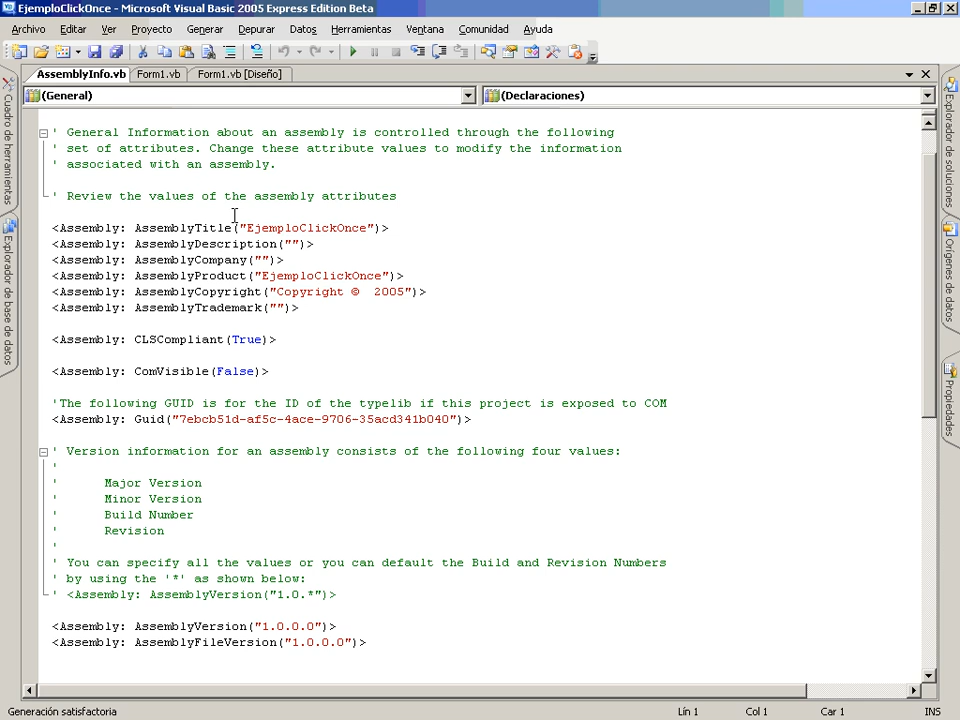 EjemploClickOnce - Microsoft Visual Basic 2005 Express Edition Beta
Archivo Editar Ver Proyecto Generar Depurar Datos Herramientas Ventana Comunidad Ayuda
AssemblyInfo.vb Form1.vb Form1.vb [Diseño]
(General) (Declaraciones)
Cuadro de herramientas
Explorador de base de datos
' General Information about an assembly is controlled through the following
' set of attributes. Change these attribute values to modify the information
' associated with an assembly.
' Review the values of the assembly attributes
<Assembly: AssemblyTitle("EjemploClickOnce")>
<Assembly: AssemblyDescription("")>
<Assembly: AssemblyCompany("")>
<Assembly: AssemblyProduct("EjemploClickOnce")>
<Assembly: AssemblyCopyright("Copyright ©  2005")>
<Assembly: AssemblyTrademark("")>
<Assembly: CLSCompliant(True)>
<Assembly: ComVisible(False)>
'The following GUID is for the ID of the typelib if this project is exposed to COM
<Assembly: Guid("7ebcb51d-af5c-4ace-9706-35acd341b040")>
' Version information for an assembly consists of the following four values:
'
'      Major Version
'      Minor Version
'      Build Number
'      Revision
'
' You can specify all the values or you can default the Build and Revision Numbers
' by using the '*' as shown below:
' <Assembly: AssemblyVersion("1.0.*")>
<Assembly: AssemblyVersion("1.0.0.0")>
<Assembly: AssemblyFileVersion("1.0.0.0")>
Explorador de soluciones
Orígenes de datos
Propiedades
Generación satisfactoria Lín 1 Col 1 Car 1 INS